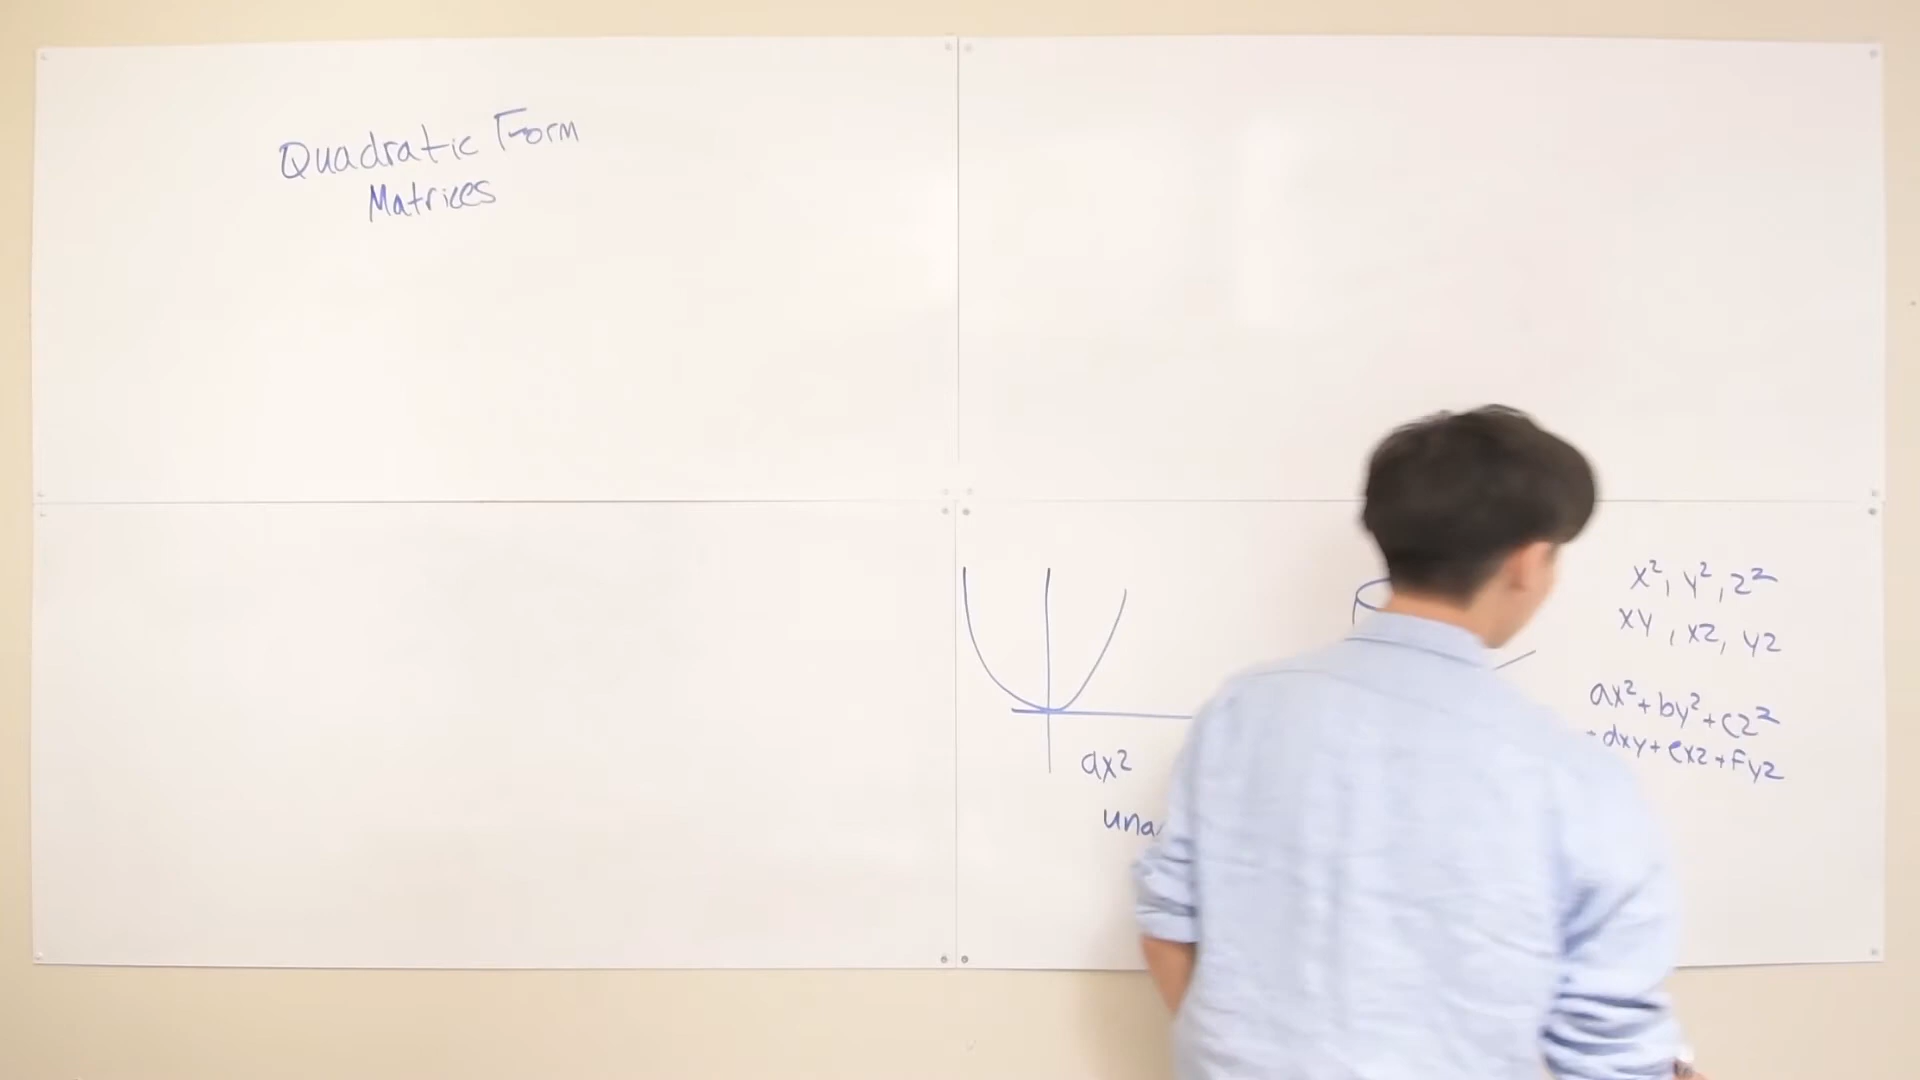 Quadratic Form
Matrices
ax2
x², y², z²
xy, xz, yz
ax²+by²+cz²
+dxy+exz+fyz